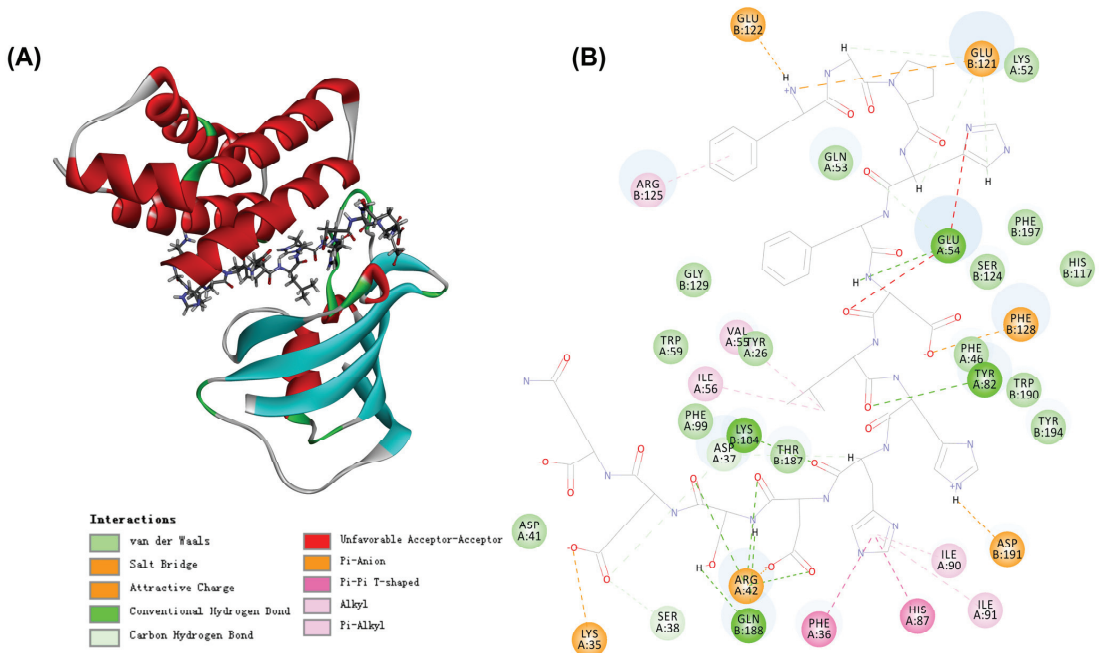 (A)
(B)
GLU
B:122
GLU
B:121
LYS
A:52
GLN
A:53
ARG
B:125
GLU
A:54
PHE
B:197
SER
B:124
HIS
B:117
GLY
B:129
PHE
B:128
TRP
A:59
VAL
A:55
TYR
A:26
PHE
A:46
TYR
A:82
TRP
B:190
ILE
A:56
TYR
B:194
PHE
A:99
LYS
B:104
ASP
A:37
THR
B:187
ASP
A:41
ASP
B:191
ILE
A:90
ILE
A:91
ARG
A:42
SER
A:38
GLN
B:188
LYS
A:35
PHE
A:36
HIS
A:87
Interactions
van der Waals
Salt Bridge
Attractive Charge
Conventional Hydrogen Bond
Carbon Hydrogen Bond
Unfavorable Acceptor-Acceptor
Pi-Anion
Pi-Pi T-shaped
Alkyl
Pi-Alkyl